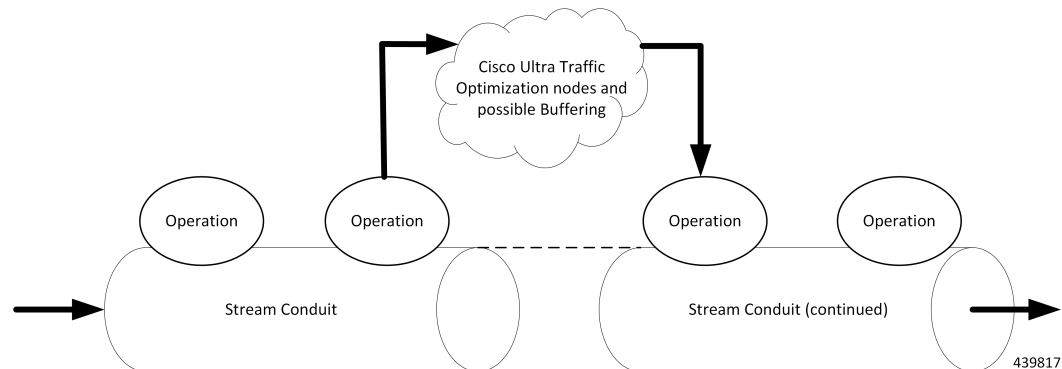 Cisco Ultra Traffic
Optimization nodes and
possible Buffering
Operation
Operation
Operation
Operation
Stream Conduit
Stream Conduit (continued)
439817